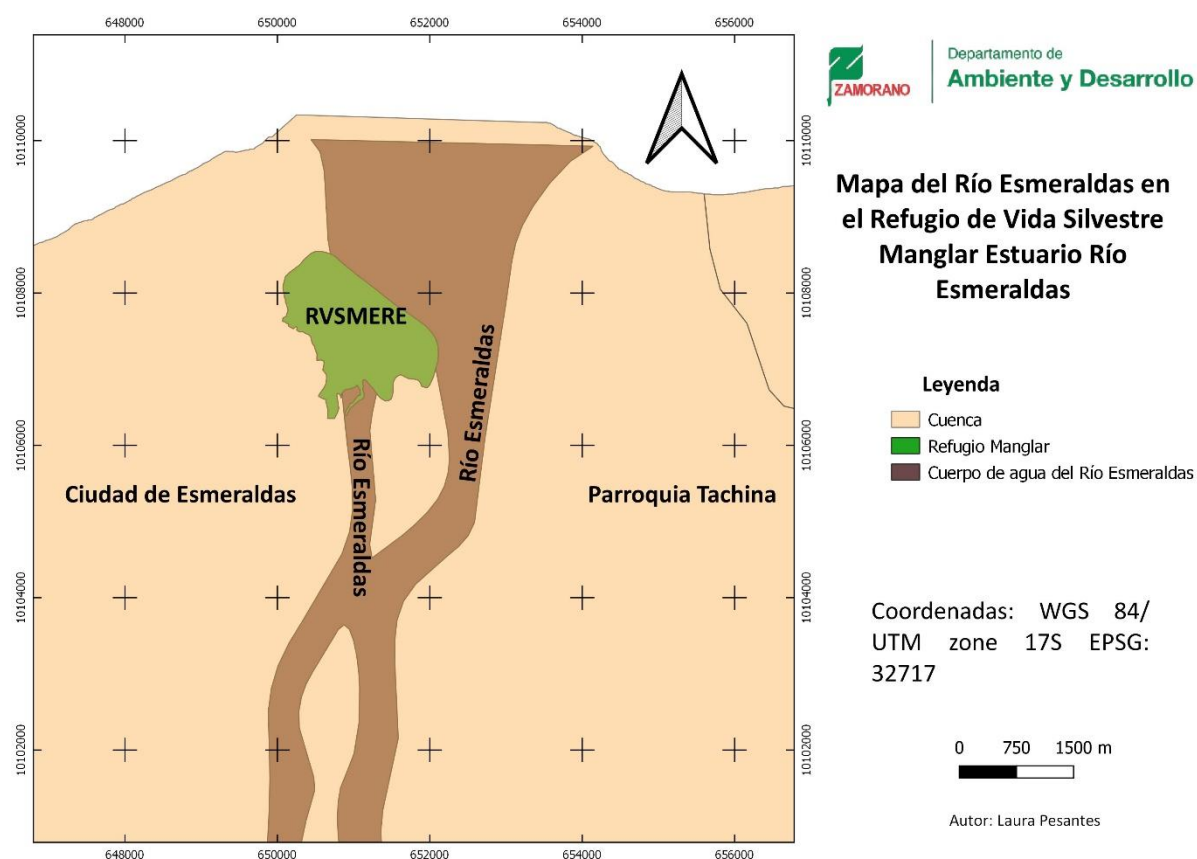 648000 650000 652000 654000 656000
10110000
10108000
10106000
10104000
10102000
RVSMERE
Río Esmeraldas
Río Esmeraldas
Ciudad de Esmeraldas
Parroquia Tachina
10110000
10108000
10106000
10104000
10102000
648000 650000 652000 654000 656000
ZAMORANO
Departamento de
Ambiente y Desarrollo
Mapa del Río Esmeraldas en
el Refugio de Vida Silvestre
Manglar Estuario Río
Esmeraldas
Leyenda
Cuenca
Refugio Manglar
Cuerpo de agua del Río Esmeraldas
Coordenadas: WGS 84/
UTM zone 17S EPSG:
32717
0 750 1500 m
Autor: Laura Pesantes